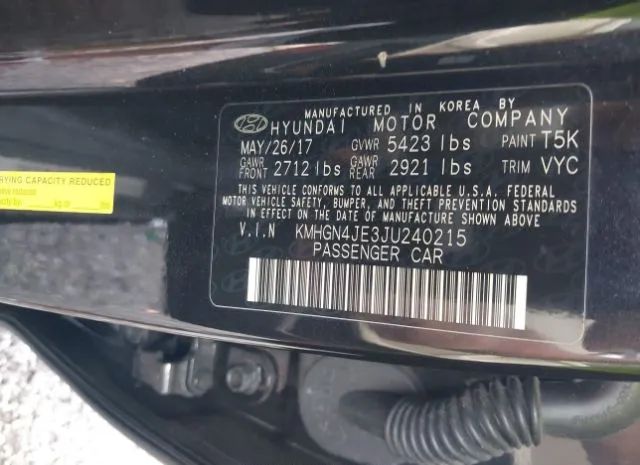 MANUFACTURED IN KOREA BY
HYUNDAI MOTOR COMPANY
MAY/26/17 GVWR 5423 lbs PAINT T5K
GAWR FRONT 2712 lbs GAWR REAR 2921 lbs TRIM VYC
THIS VEHICLE CONFORMS TO ALL APPLICABLE U.S.A. FEDERAL
MOTOR VEHICLE SAFETY, BUMPER, AND THEFT PREVENTION STANDARDS
IN EFFECT ON THE DATE OF MANUFACTURE SHOWN ABOVE.
V.I.N KMHGN4JE3JU240215
PASSENGER CAR
RYING CAPACITY REDUCED